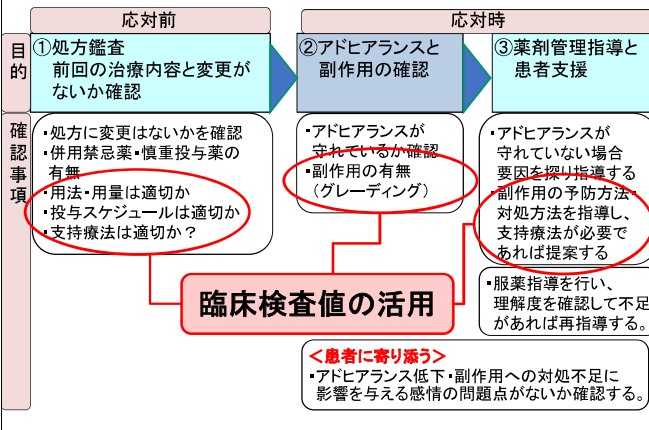 応対前
応対時
目的
①処方鑑査
前回の治療内容と変更が
ないか確認
②アドヒアランスと
副作用の確認
③薬剤管理指導と
患者支援
確認事項
･処方に変更はないかを確認
･併用禁忌薬･慎重投与薬の
有無
･用法･用量は適切か
･投与スケジュールは適切か
･支持療法は適切か？
･アドヒアランスが
守れているか確認
･副作用の有無
（グレーディング）
･アドヒアランスが
守れていない場合
要因を探り指導する
･副作用の予防方法･
対処方法を指導し、
支持療法が必要で
あれば提案する
臨床検査値の活用
･服薬指導を行い、
理解度を確認して不足
があれば再指導する。
＜患者に寄り添う＞
･アドヒアランス低下･副作用への対処不足に
影響を与える感情の問題点がないか確認する。